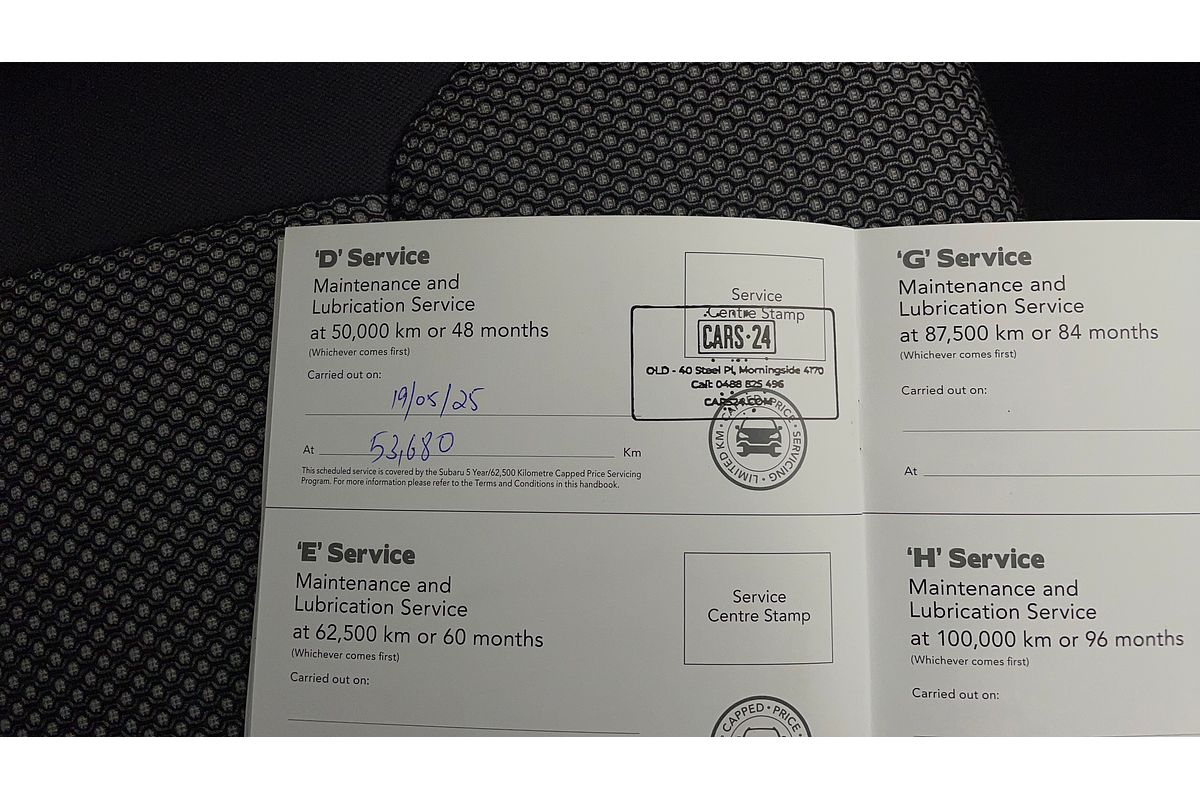 'D' Service
Maintenance and
Lubrication Service
at 50,000 km or 48 months
(Whichever comes first)
Carried out on:
19/05/25
At 53,680 Km
This scheduled service is covered by the Subaru 5 Year/62,500 Kilometre Capped Price Servicing
Program. For more information please refer to the Terms and Conditions in this handbook.
Service
Centre Stamp
CARS·24
QLD - 40 Steel Pl, Morningside 4170
Call: 0488 825 496
CARS24.COM
CAPPED · PRICE · SERVICING · LIMITED KM ·
'E' Service
Maintenance and
Lubrication Service
at 62,500 km or 60 months
(Whichever comes first)
Carried out on:
Service
Centre Stamp
CAPPED · PRICE
'G' Service
Maintenance and
Lubrication Service
at 87,500 km or 84 months
(Whichever comes first)
Carried out on:
At
'H' Service
Maintenance and
Lubrication Service
at 100,000 km or 96 months
(Whichever comes first)
Carried out on: